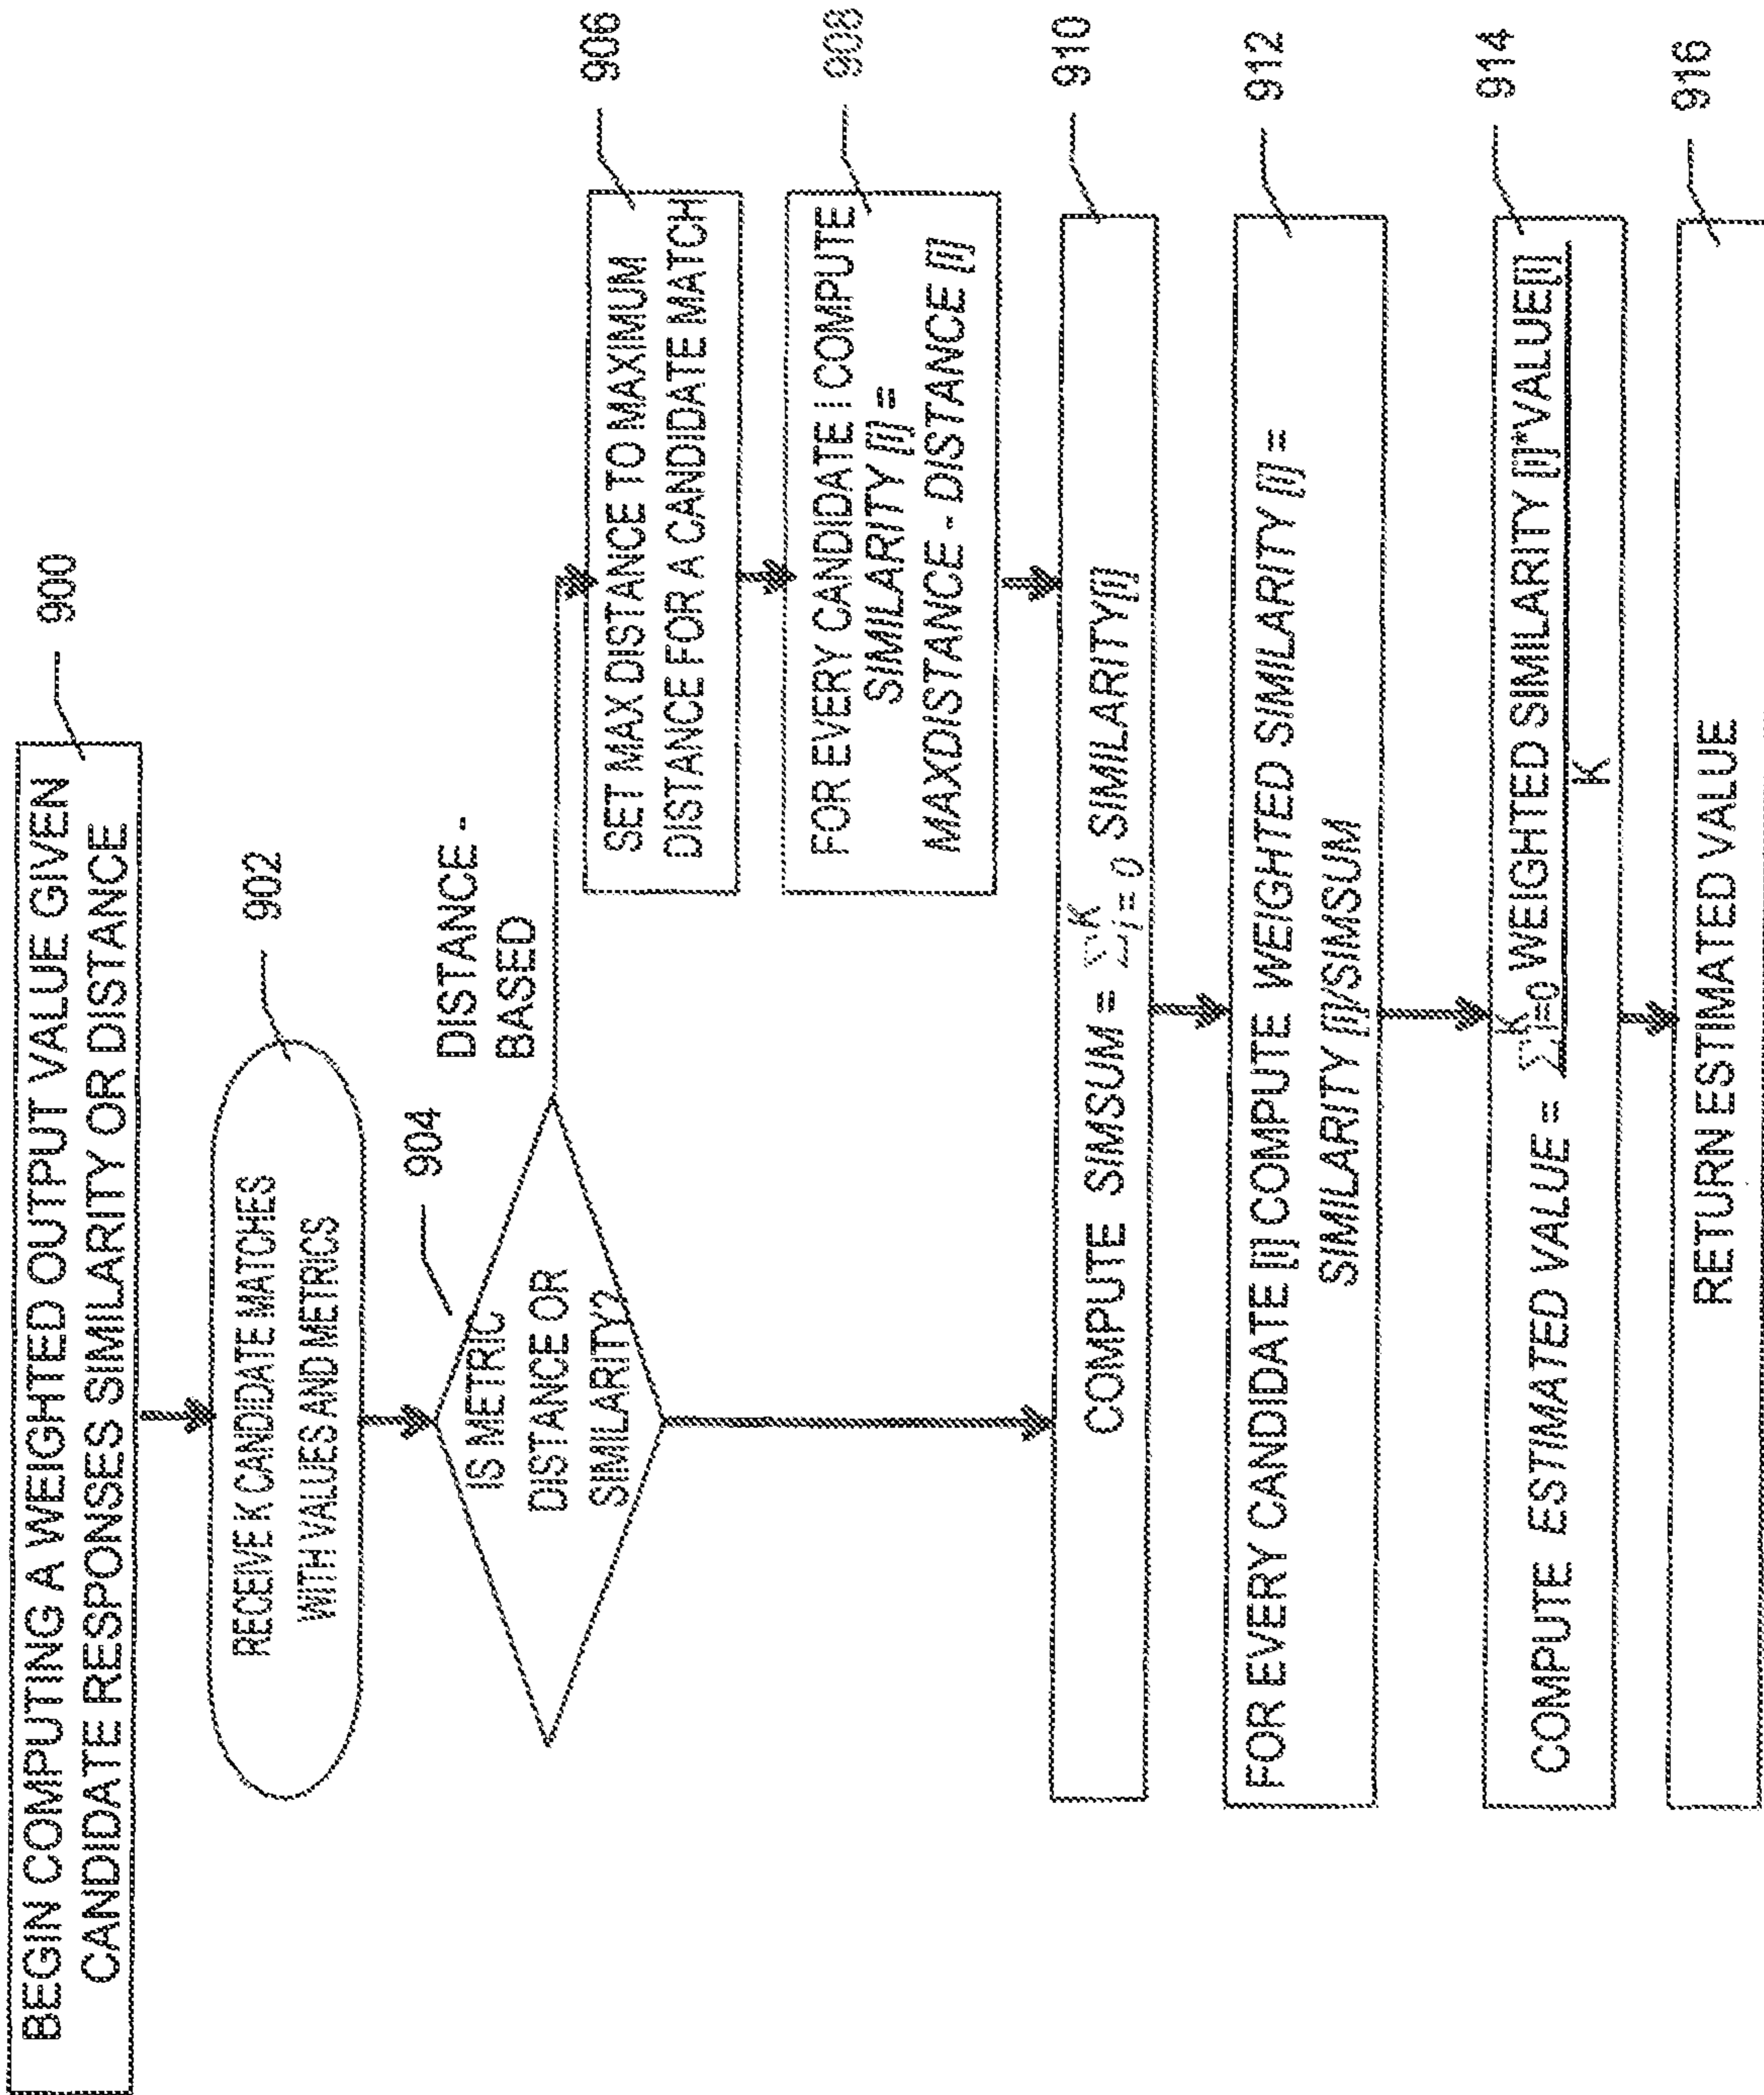 BEGIN COMPUTING A WEIGHTED OUTPUT VALUE GIVEN
CANDIDATE RESPONSES SIMILARITY OR DISTANCE
900
RECEIVE K CANDIDATE MATCHES
WITH VALUES AND METRICS
902
904
IS METRIC
DISTANCE OR
SIMILARITY?
DISTANCE -
BASED
SET MAX DISTANCE TO MAXIMUM
DISTANCE FOR A CANDIDATE MATCH
906
FOR EVERY CANDIDATE I COMPUTE
SIMILARITY [I] =
MAXDISTANCE - DISTANCE [I]
908
COMPUTE SIMSUM = Σ K i=0 SIMILARITY[I]
910
FOR EVERY CANDIDATE [I] COMPUTE WEIGHTED SIMILARITY [I] =
SIMILARITY [I]/SIMSUM
912
COMPUTE ESTIMATED VALUE = Σ K i=0 WEIGHTED SIMILARITY [I]*VALUE[I]
K
914
RETURN ESTIMATED VALUE
916